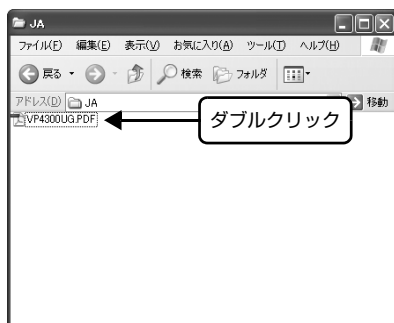 JA
ファイル(F) 編集(E) 表示(V) お気に入り(A) ツール(T) ヘルプ(H)
戻る 検索 フォルダ
アドレス(D) JA 移動
VP4300UG.PDF
ダブルクリック